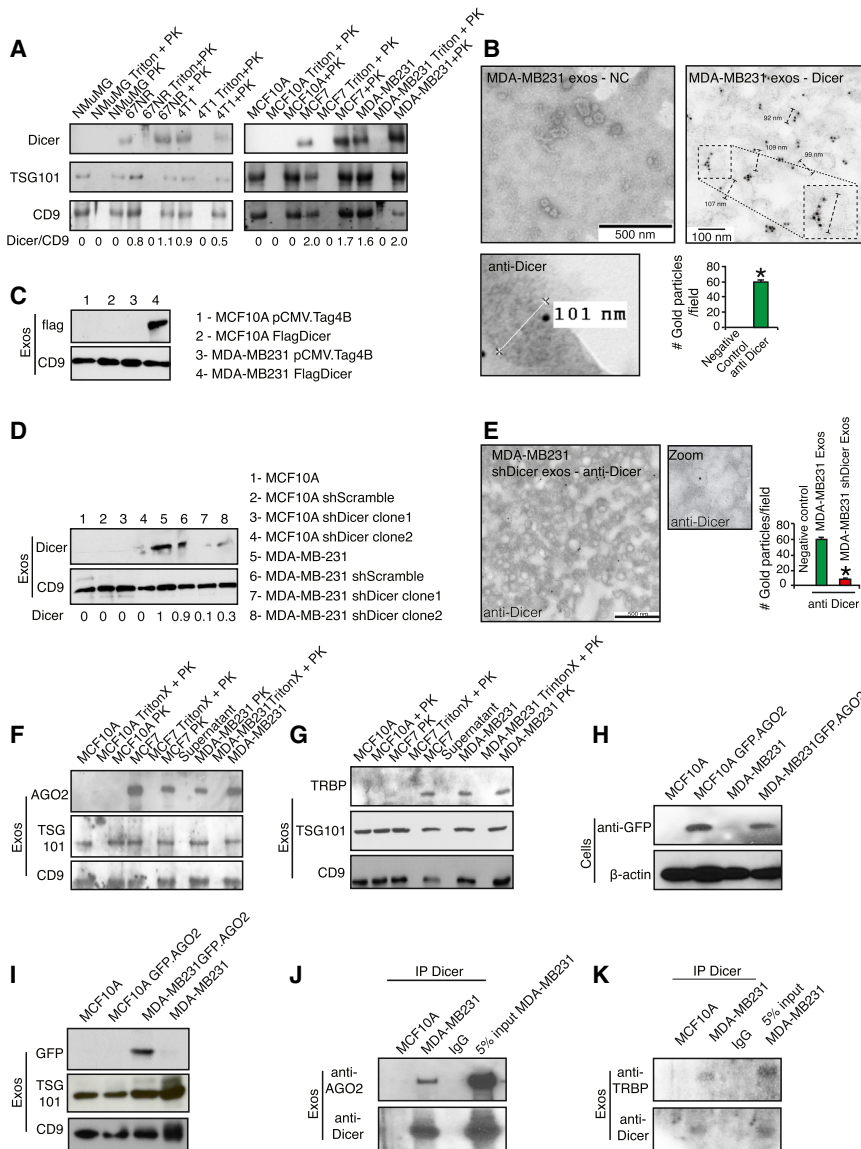 A
NMuMG
NMuMG Triton + PK
NMuMG PK
67NR
67NR Triton+PK
67NR + PK
4T1
4T1 Triton+PK
4T1+PK
MCF10A
MCF10A Triton + PK
MCF10A+PK
MCF7
MCF7 Triton + PK
MCF7+PK
MDA-MB231
MDA-MB231 Triton + PK
MDA-MB231+PK
Dicer
TSG101
CD9
Dicer/CD9 0 0 0 0.8 0 1.1 0.9 0 0.5 0 0 0 2.0 0 1.7 1.6 0 2.0
B
MDA-MB231 exos - NC
500 nm
MDA-MB231 exos - Dicer
92 nm
109 nm
99 nm
107 nm
100 nm
anti-Dicer
101 nm
# Gold particles
/field
80
60
40
20
0
*
Negative
Control
anti Dicer
C
1 2 3 4
Exos
flag
CD9
1 - MCF10A pCMV.Tag4B
2 - MCF10A FlagDicer
3- MDA-MB231 pCMV.Tag4B
4- MDA-MB231 FlagDicer
D
1 2 3 4 5 6 7 8
Exos
Dicer
CD9
Dicer 0 0 0 0 1 0.9 0.1 0.3
1- MCF10A
2- MCF10A shScramble
3- MCF10A shDicer clone1
4- MCF10A shDicer clone2
5- MDA-MB-231
6- MDA-MB-231 shScramble
7- MDA-MB-231 shDicer clone1
8- MDA-MB-231 shDicer clone2
E
MDA-MB231
shDicer exos - anti-Dicer
anti-Dicer
500 nm
Zoom
anti-Dicer
# Gold particles/field
80
60
40
20
0
Negative control
MDA-MB231 Exos
MDA-MB231 shDicer Exos
*
anti Dicer
F
MCF10A
MCF10A TritonX + PK
MCF10A PK
MCF7
MCF7 TritonX + PK
MCF7 PK
Supernatant
MDA-MB231 PK
MDA-MB231TritonX + PK
MDA-MB231
Exos
AGO2
TSG
101
CD9
G
MCF10A
MCF10A + PK
MCF7 PK
MCF7 TritonX + PK
MCF7
Supernatant
MDA-MB231
MDA-MB231 TrintonX + PK
MDA-MB231 PK
Exos
TRBP
TSG101
CD9
H
MCF10A
MCF10A GFP.AGO2
MDA-MB231
MDA-MB231GFP.AGO2
Cells
anti-GFP
β-actin
I
MCF10A
MCF10A GFP.AGO2
MDA-MB231GFP.AGO2
MDA-MB231
Exos
GFP
TSG
101
CD9
J
IP Dicer
MCF10A
MDA-MB231
IgG
5% input MDA-MB231
Exos
anti-
AGO2
anti-
Dicer
K
IP Dicer
MCF10A
MDA-MB231
IgG
5% input
MDA-MB231
Exos
anti-
TRBP
anti-
Dicer